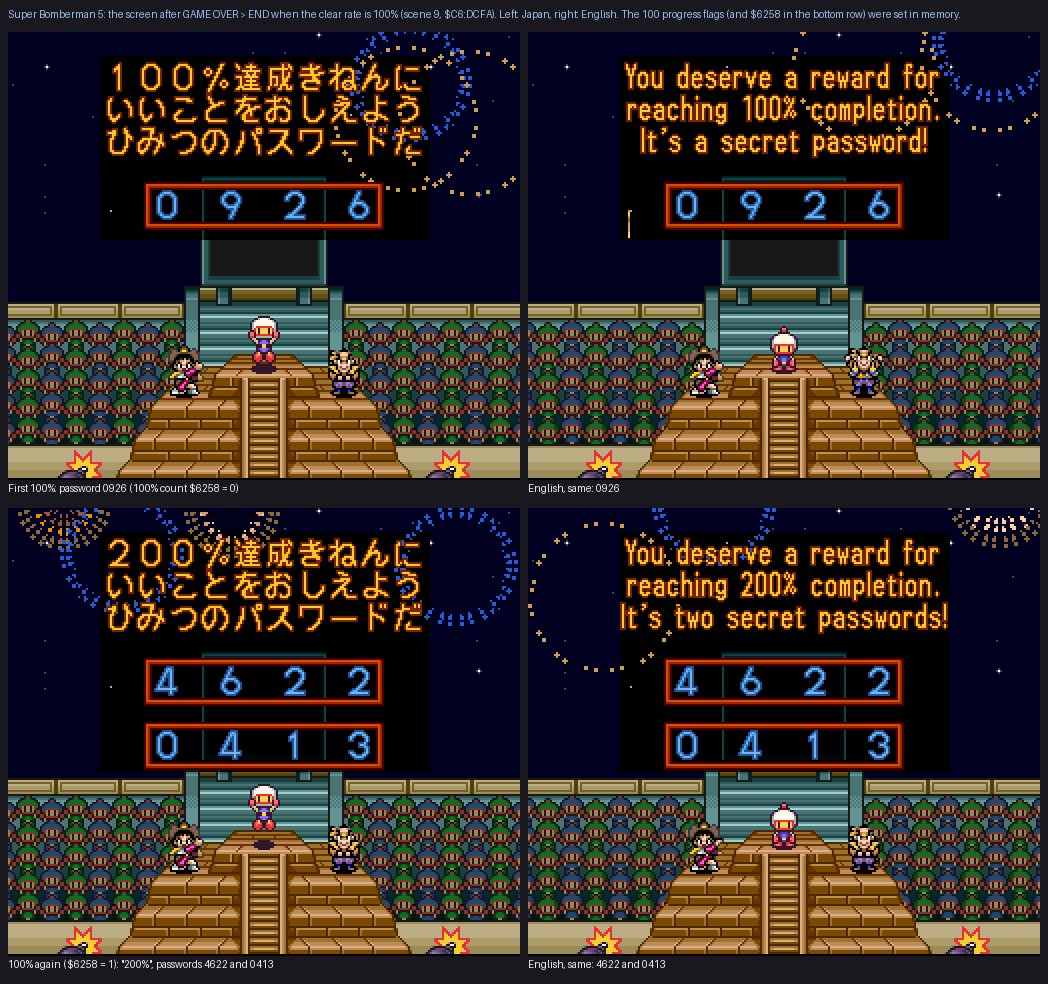 Super Bomberman 5: the screen after GAME OVER > END when the clear rate is 100% (scene 9, $C6:DCFA). Left: Japan, right: English. The 100 progress flags (and $6258 in the bottom row) were set in memory.
100%達成きねんに
いいことをおしえよう
ひみつのパスワードだ
0 9 2 6
You deserve a reward for
reaching 100% completion.
It's a secret password!
0 9 2 6
First 100% password 0926 (100% count $6258 = 0)
English, same: 0926
200%達成きねんに
いいことをおしえよう
ひみつのパスワードだ
4 6 2 2
0 4 1 3
You deserve a reward for
reaching 200% completion.
It's two secret passwords!
4 6 2 2
0 4 1 3
100% again ($6258 = 1): "200%", passwords 4622 and 0413
English, same: 4622 and 0413